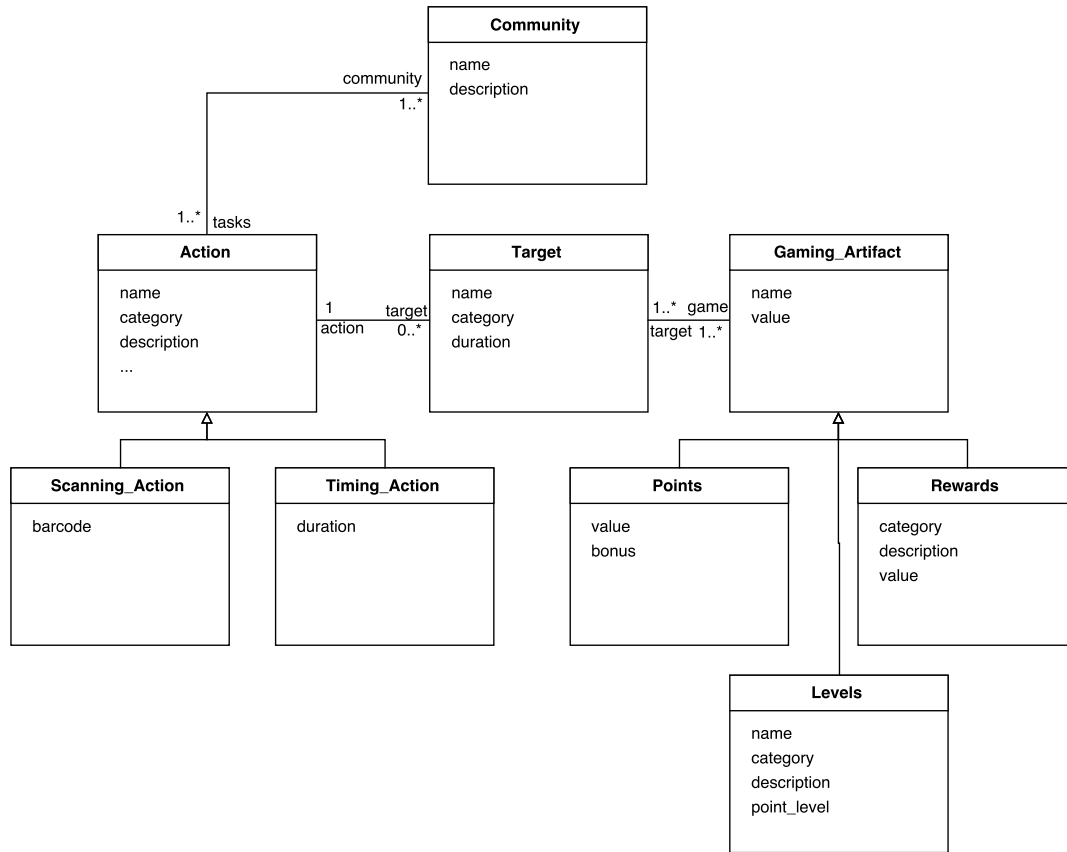 Community
name
description
community
1..*
1..* tasks
Action
name
category
description
...
1
action
target
0..*
Target
name
category
duration
1..* game
target 1..*
Gaming_Artifact
name
value
Scanning_Action
barcode
Timing_Action
duration
Points
value
bonus
Rewards
category
description
value
Levels
name
category
description
point_level